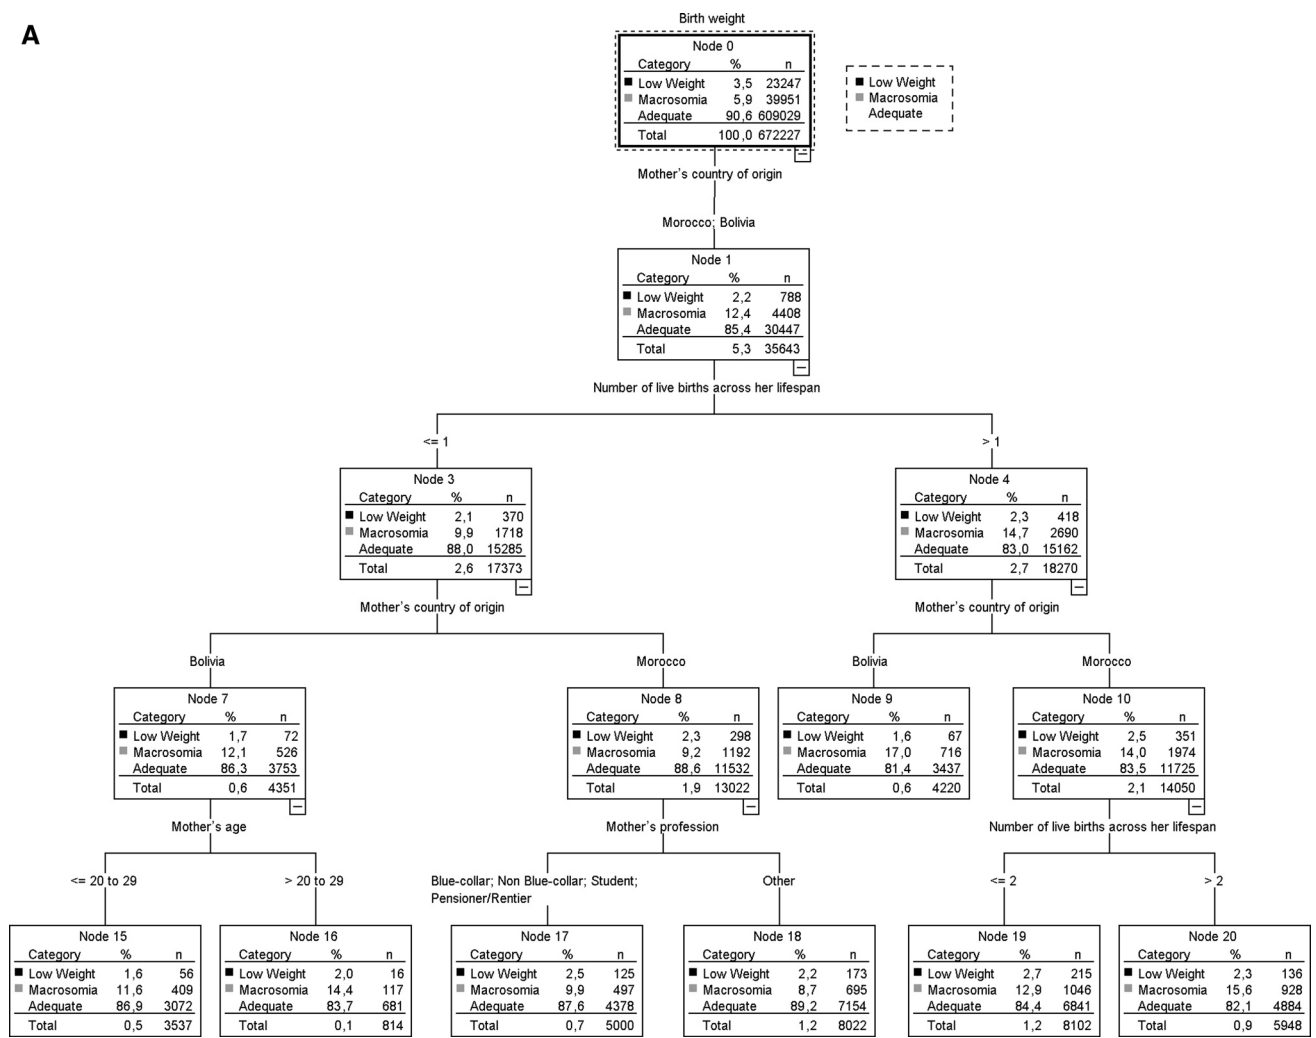 A
Birth weight
Node 0
Category % n
Low Weight 3,5 23247
Macrosomia 5,9 39951
Adequate 90,6 609029
Total 100,0 672227
Low Weight
Macrosomia
Adequate
Mother's country of origin
Morocco; Bolivia
Node 1
Category % n
Low Weight 2,2 788
Macrosomia 12,4 4408
Adequate 85,4 30447
Total 5,3 35643
Number of live births across her lifespan
<= 1
> 1
Node 3
Category % n
Low Weight 2,1 370
Macrosomia 9,9 1718
Adequate 88,0 15285
Total 2,6 17373
Node 4
Category % n
Low Weight 2,3 418
Macrosomia 14,7 2690
Adequate 83,0 15162
Total 2,7 18270
Mother's country of origin
Mother's country of origin
Bolivia
Morocco
Bolivia
Morocco
Node 7
Category % n
Low Weight 1,7 72
Macrosomia 12,1 526
Adequate 86,3 3753
Total 0,6 4351
Node 8
Category % n
Low Weight 2,3 298
Macrosomia 9,2 1192
Adequate 88,6 11532
Total 1,9 13022
Node 9
Category % n
Low Weight 1,6 67
Macrosomia 17,0 716
Adequate 81,4 3437
Total 0,6 4220
Node 10
Category % n
Low Weight 2,5 351
Macrosomia 14,0 1974
Adequate 83,5 11725
Total 2,1 14050
Mother's age
Mother's profession
Number of live births across her lifespan
<= 20 to 29
> 20 to 29
Blue-collar; Non Blue-collar; Student;
Pensioner/Rentier
Other
<= 2
> 2
Node 15
Category % n
Low Weight 1,6 56
Macrosomia 11,6 409
Adequate 86,9 3072
Total 0,5 3537
Node 16
Category % n
Low Weight 2,0 16
Macrosomia 14,4 117
Adequate 83,7 681
Total 0,1 814
Node 17
Category % n
Low Weight 2,5 125
Macrosomia 9,9 497
Adequate 87,6 4378
Total 0,7 5000
Node 18
Category % n
Low Weight 2,2 173
Macrosomia 8,7 695
Adequate 89,2 7154
Total 1,2 8022
Node 19
Category % n
Low Weight 2,7 215
Macrosomia 12,9 1046
Adequate 84,4 6841
Total 1,2 8102
Node 20
Category % n
Low Weight 2,3 136
Macrosomia 15,6 928
Adequate 82,1 4884
Total 0,9 5948